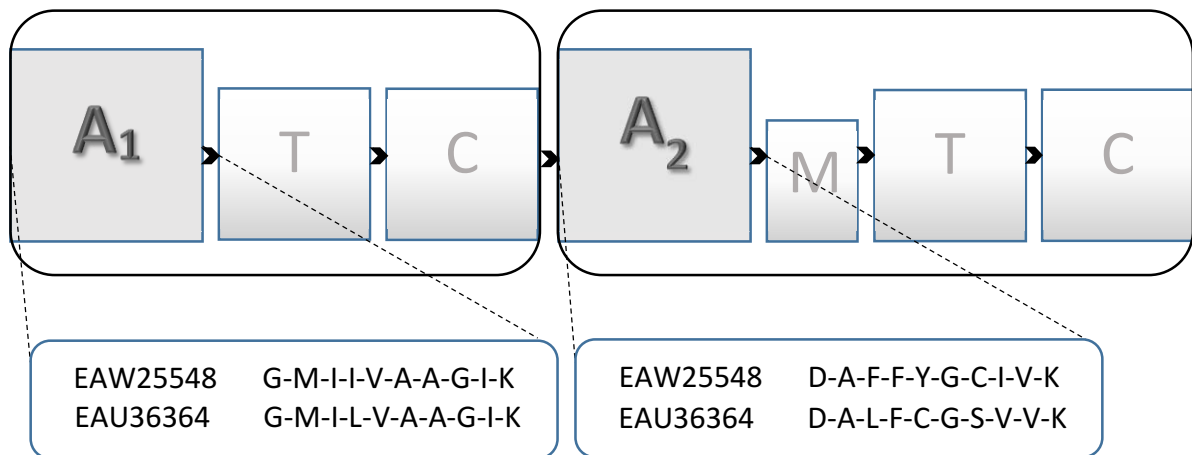 A1 T C A2 M T C
EAW25548 G-M-I-I-V-A-A-G-I-K
EAU36364 G-M-I-L-V-A-A-G-I-K
EAW25548 D-A-F-F-Y-G-C-I-V-K
EAU36364 D-A-L-F-C-G-S-V-V-K